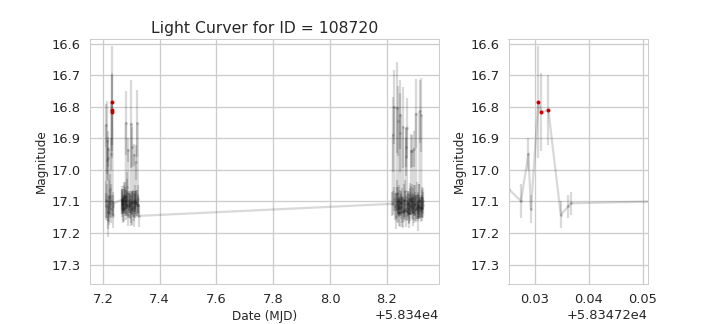 Light Curver for ID = 108720
Magnitude
16.6
16.7
16.8
16.9
17.0
17.1
17.2
17.3
7.2 7.4 7.6 7.8 8.0 8.2
Date (MJD) +5.834e4
Magnitude
16.6
16.7
16.8
16.9
17.0
17.1
17.2
17.3
0.03 0.04 0.05
+5.83472e4